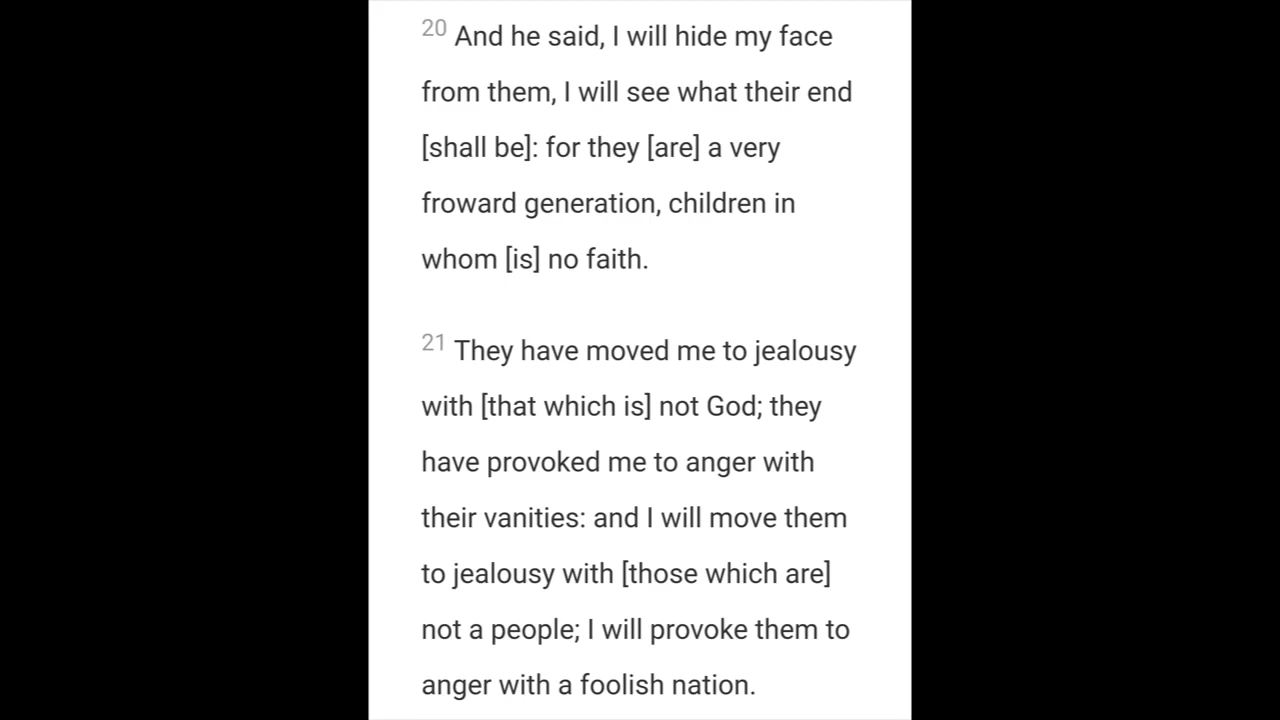 20 And he said, I will hide my face
from them, I will see what their end
[shall be]: for they [are] a very
froward generation, children in
whom [is] no faith.
21 They have moved me to jealousy
with [that which is] not God; they
have provoked me to anger with
their vanities: and I will move them
to jealousy with [those which are]
not a people; I will provoke them to
anger with a foolish nation.